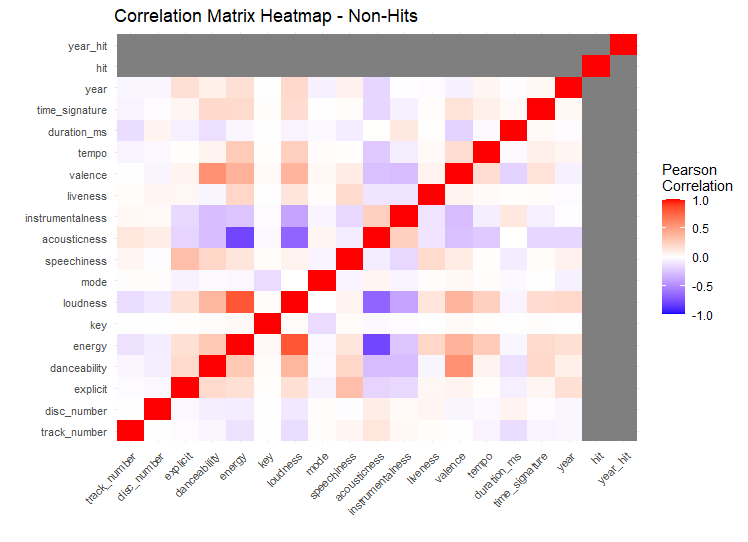 Correlation Matrix Heatmap - Non-Hits
year_hit
hit
year
time_signature
duration_ms
tempo
valence
liveness
instrumentalness
acousticness
speechiness
mode
loudness
key
energy
danceability
explicit
disc_number
track_number
track_number
disc_number
explicit
danceability
energy
key
loudness
mode
speechiness
acousticness
instrumentalness
liveness
valence
tempo
duration_ms
time_signature
year
hit
year_hit
Pearson
Correlation
1.0
0.5
0.0
-0.5
-1.0